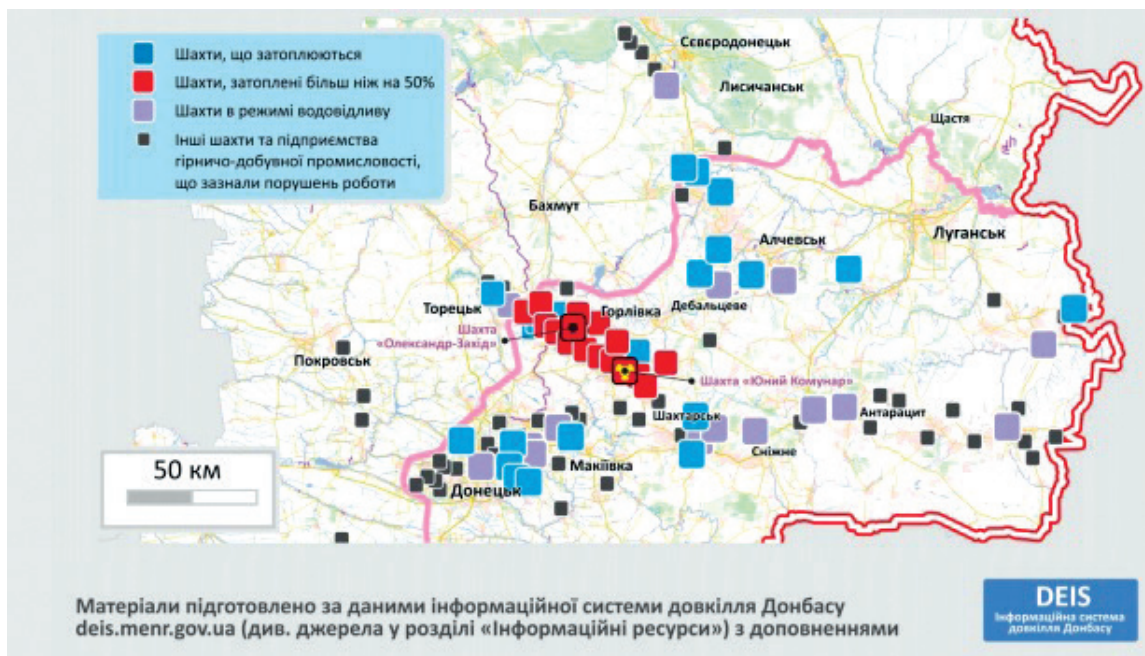 Шахти, що затоплюються
Шахти, затоплені більш ніж на 50%
Шахти в режимі водовідливу
Інші шахти та підприємства
гірничо-добувної промисловості,
що зазнали порушень роботи
Сєвєродонецьк
Лисичанськ
Щастя
Бахмут
Алчевськ
Луганськ
Торецьк
Горлівка
Дебальцеве
Шахта
«Олександр-Захід»
Покровськ
Шахта «Юний Комунар»
Шахтарськ
Антарацит
Сніжне
Макіївка
Донецьк
50 км
Матеріали підготовлено за даними інформаційної системи довкілля Донбасу
deis.menr.gov.ua (див. джерела у розділі «Інформаційні ресурси») з доповненнями
DEIS
Інформаційна система
довкілля Донбасу